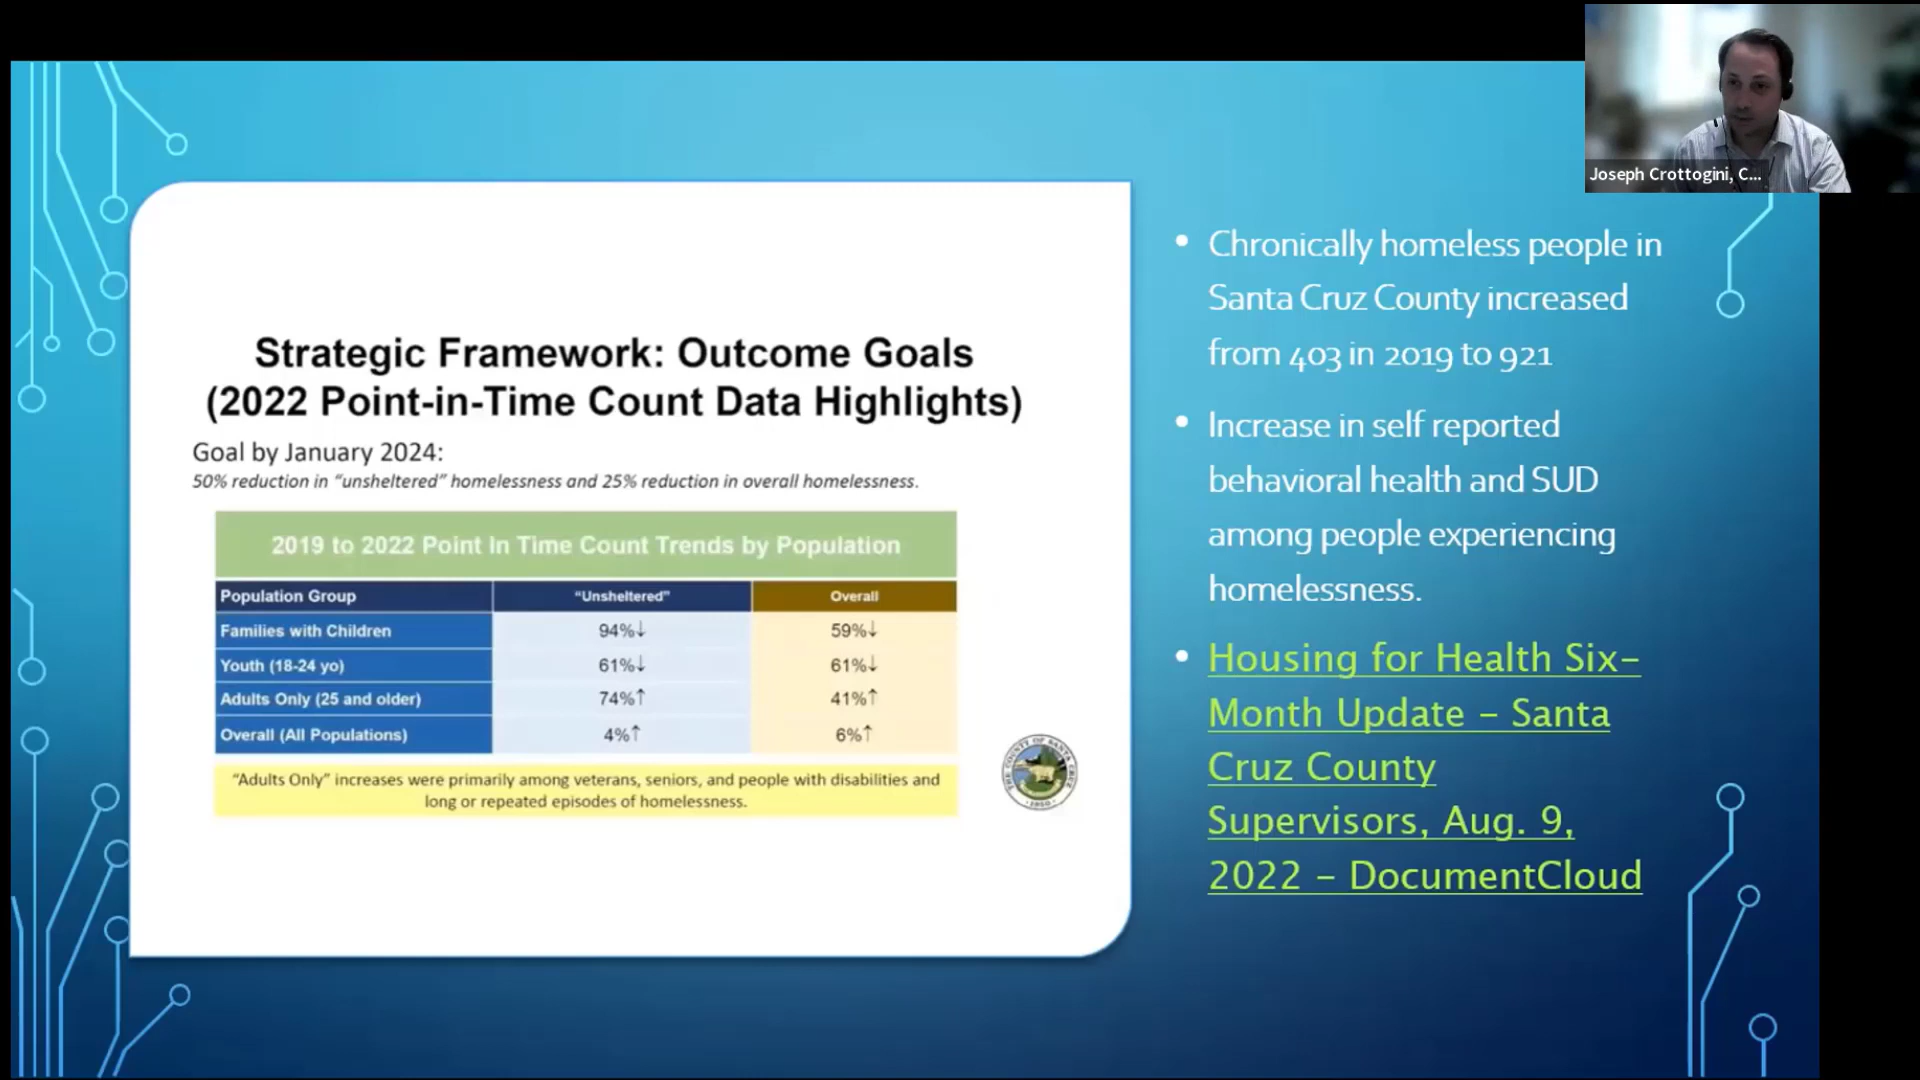 Joseph Crottogini, C...
Strategic Framework: Outcome Goals
(2022 Point-in-Time Count Data Highlights)
Goal by January 2024:
50% reduction in "unsheltered" homelessness and 25% reduction in overall homelessness.
2019 to 2022 Point In Time Count Trends by Population
Population Group “Unsheltered” Overall
Families with Children 94%↓ 59%↓
Youth (18-24 yo) 61%↓ 61%↓
Adults Only (25 and older) 74%↑ 41%↑
Overall (All Populations) 4%↑ 6%↑
“Adults Only” increases were primarily among veterans, seniors, and people with disabilities and
long or repeated episodes of homelessness.
THE COUNTY OF SANTA CRUZ
1850
• Chronically homeless people in
Santa Cruz County increased
from 403 in 2019 to 921
• Increase in self reported
behavioral health and SUD
among people experiencing
homelessness.
• Housing for Health Six-
Month Update – Santa
Cruz County
Supervisors, Aug. 9,
2022 – DocumentCloud